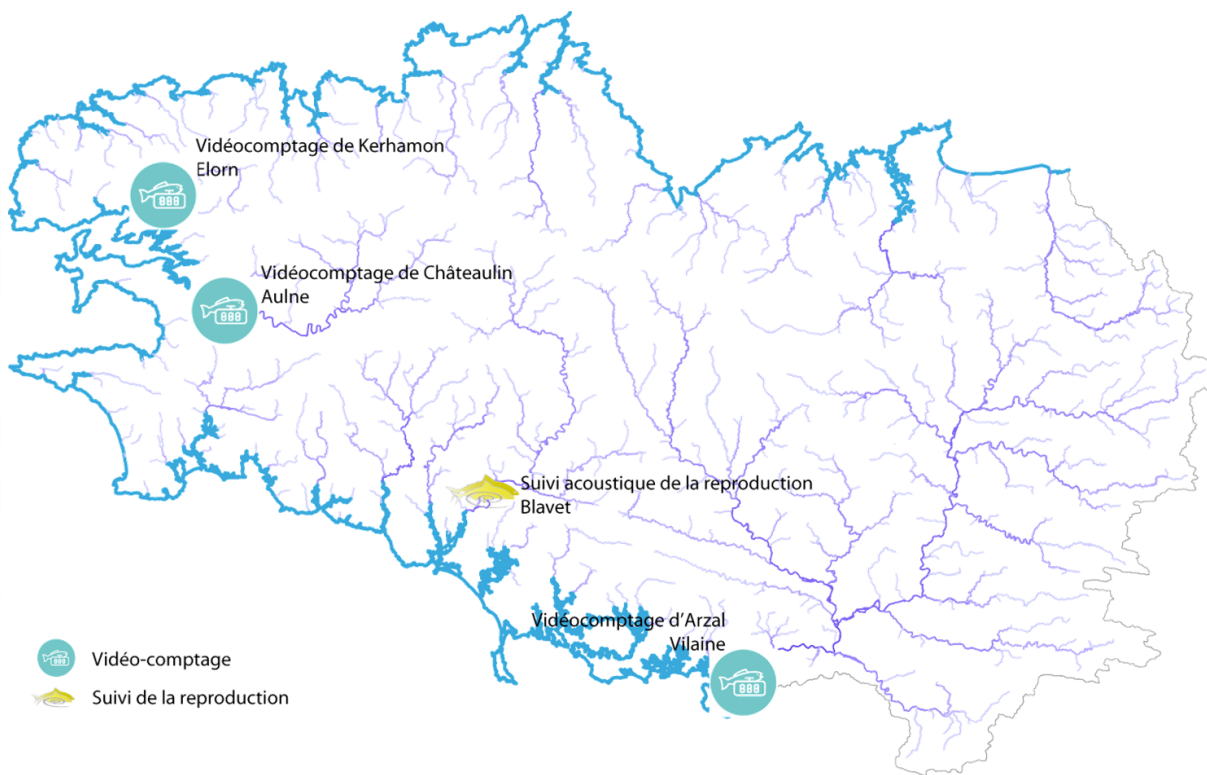 Vidéocomptage de Kerhamon
Elorn
Vidéocomptage de Châteaulin
Aulne
Suivi acoustique de la reproduction
Blavet
Vidéocomptage d'Arzal
Vilaine
Vidéo-comptage
Suivi de la reproduction